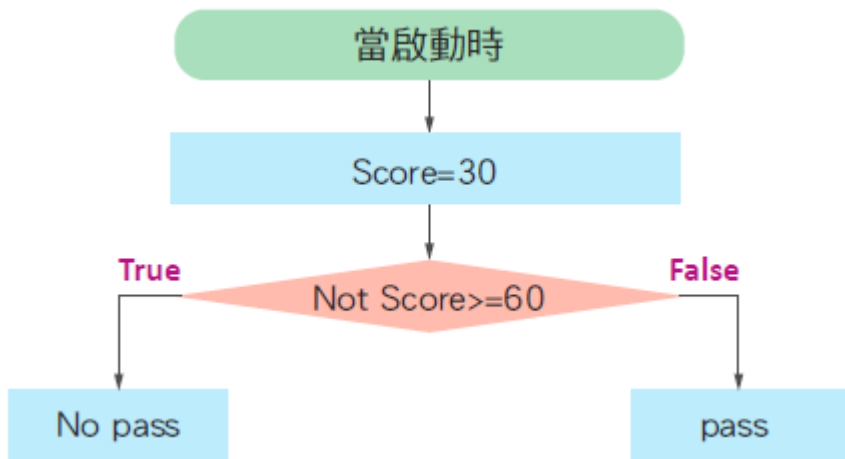 當啟動時
Score=30
True
False
Not Score>=60
No pass
pass